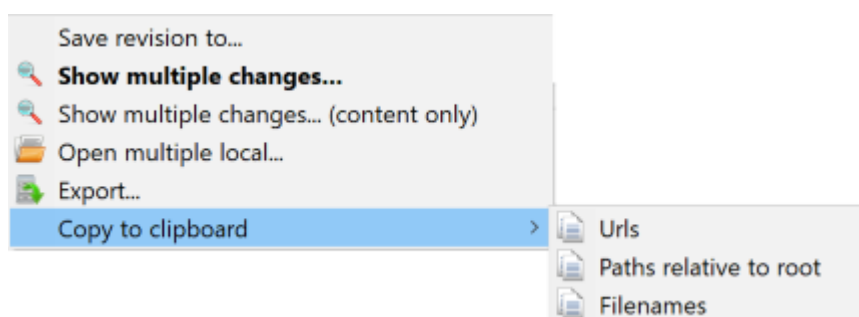 Save revision to...
Show multiple changes...
Show multiple changes... (content only)
Open multiple local...
Export...
Copy to clipboard
Urls
Paths relative to root
Filenames